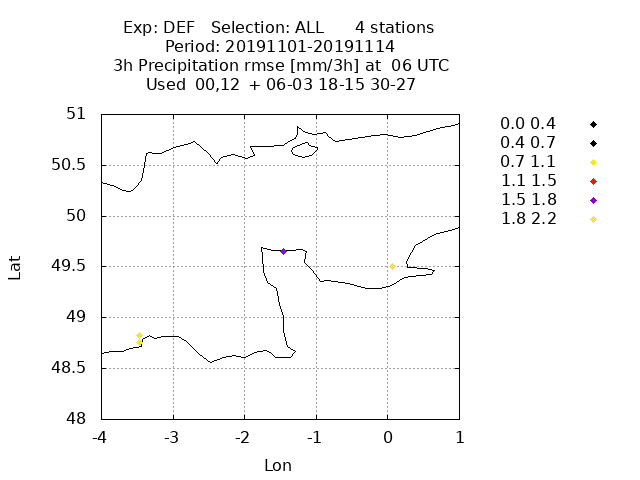 Exp: DEF Selection: ALL 4 stations
Period: 20191101-20191114
3h Precipitation rmse [mm/3h] at 06 UTC
Used 00,12 + 06-03 18-15 30-27
51
50.5
50
49.5
49
48.5
48
-4 -3 -2 -1 0 1
Lat
Lon
0.0 0.4
0.4 0.7
0.7 1.1
1.1 1.5
1.5 1.8
1.8 2.2